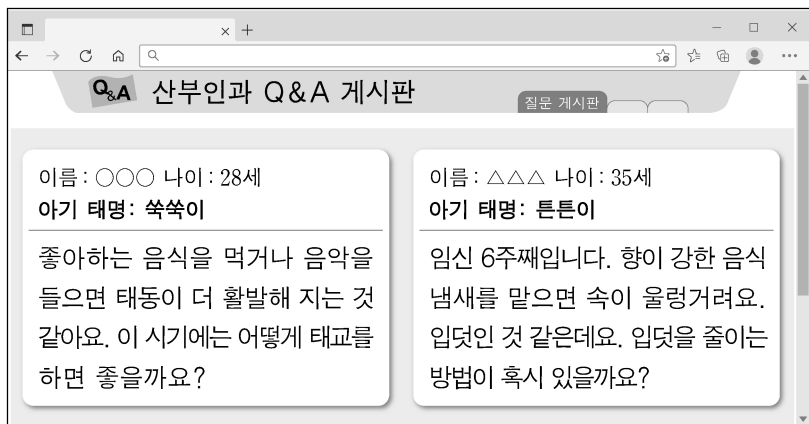 Q&A 산부인과 Q&A 게시판
질문 게시판
이름 : ○○○ 나이 : 28세
아기 태명: 쑥쑥이
좋아하는 음식을 먹거나 음악을
들으면 태동이 더 활발해 지는 것
같아요. 이 시기에는 어떻게 태교를
하면 좋을까요?
이름 : △△△ 나이 : 35세
아기 태명: 튼튼이
임신 6주째입니다. 향이 강한 음식
냄새를 맡으면 속이 울렁거려요.
입덧인 것 같은데요. 입덧을 줄이는
방법이 혹시 있을까요?